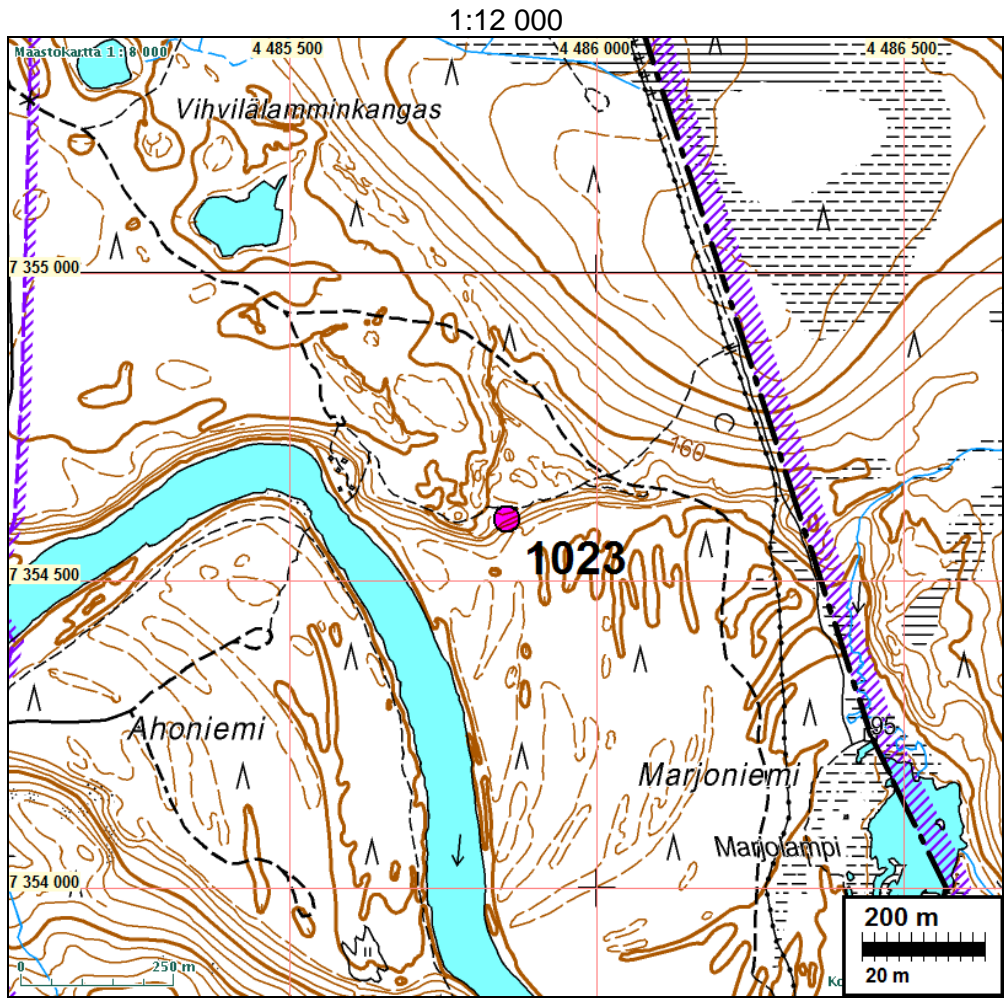 1:12 000
Maastokartta 1 : 8 000
4 485 500
4 486 000
4 486 500
Vihvilälamminkangas
7 355 000
160
1023
7 354 500
Ahoniemi
95
Marjoniemi
Marjolampi
7 354 000
200 m
20 m
0
250 m